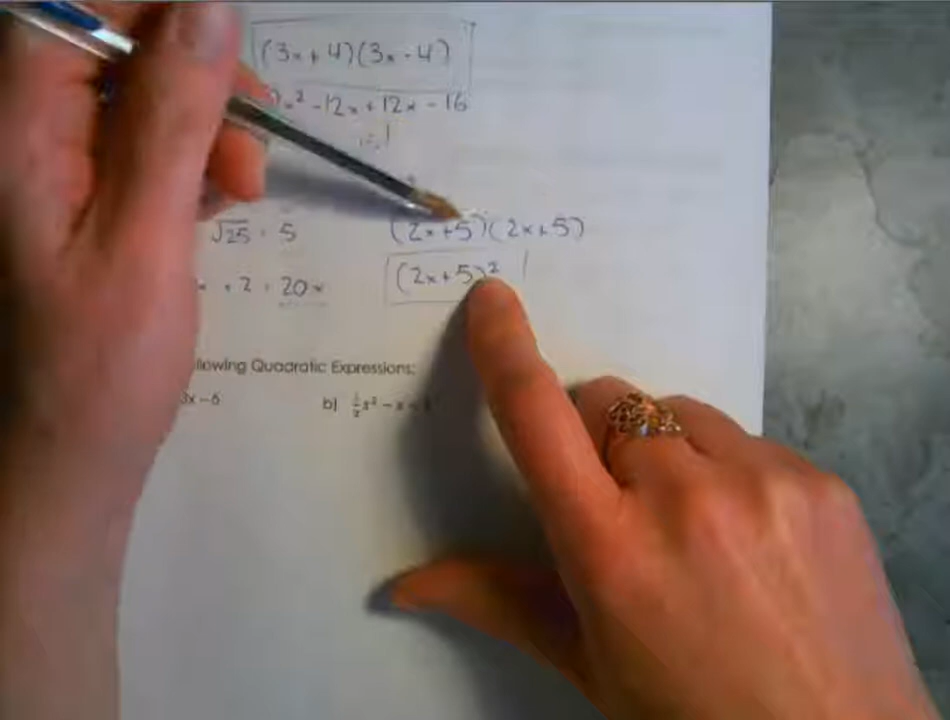 (3x+4)(3x-4)
x² -12x+12x -16
(2x+5)(2x+5)
√25 = 5
(2x+5)²
+ 2 = 20x
Quadratic Expressions:
3x – 6
b)